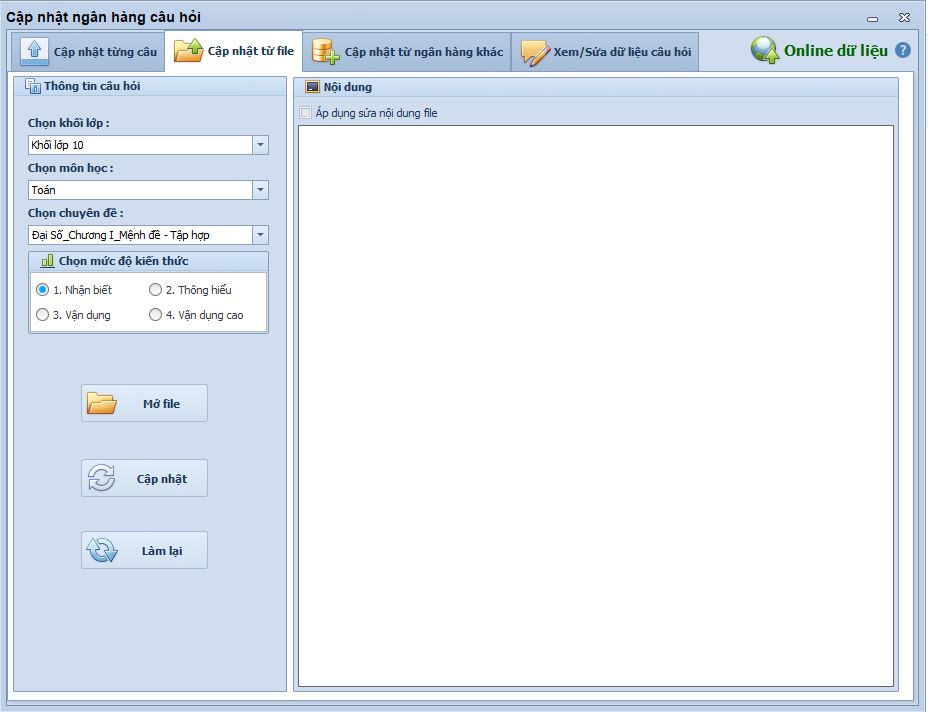 Cập nhật ngân hàng câu hỏi
Cập nhật từng câu
Cập nhật từ file
Cập nhật từ ngân hàng khác
Xem/Sửa dữ liệu câu hỏi
Online dữ liệu ?
Thông tin câu hỏi
Chọn khối lớp :
Khối lớp 10
Chọn môn học :
Toán
Chọn chuyên đề :
Đại Số_Chương I_Mệnh đề - Tập hợp
Chọn mức độ kiến thức
1. Nhận biết
2. Thông hiểu
3. Vận dụng
4. Vận dụng cao
Mở file
Cập nhật
Làm lại
Nội dung
Áp dụng sửa nội dung file